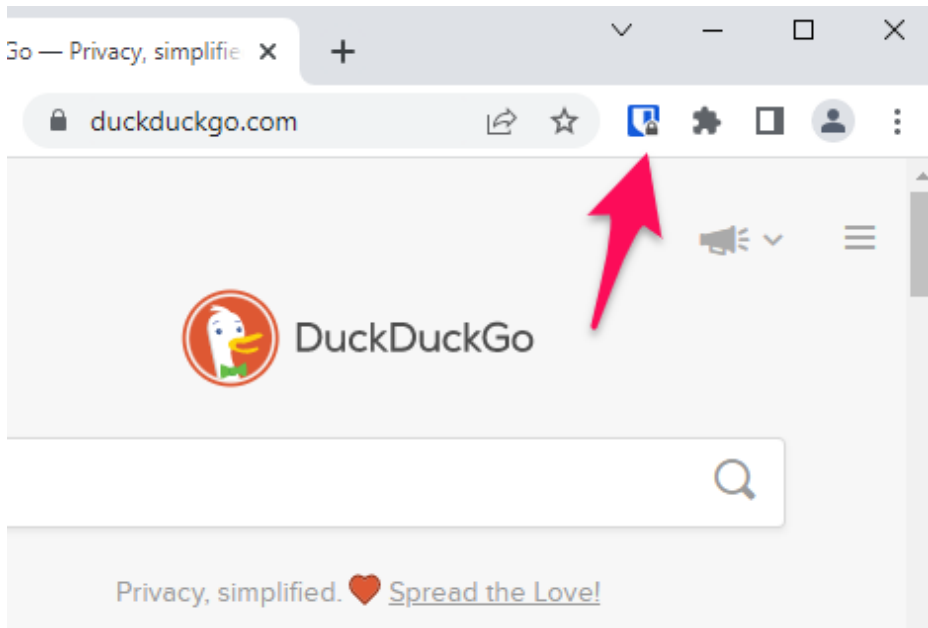 Go — Privacy, simplifie
duckduckgo.com
DuckDuckGo
Privacy, simplified. Spread the Love!